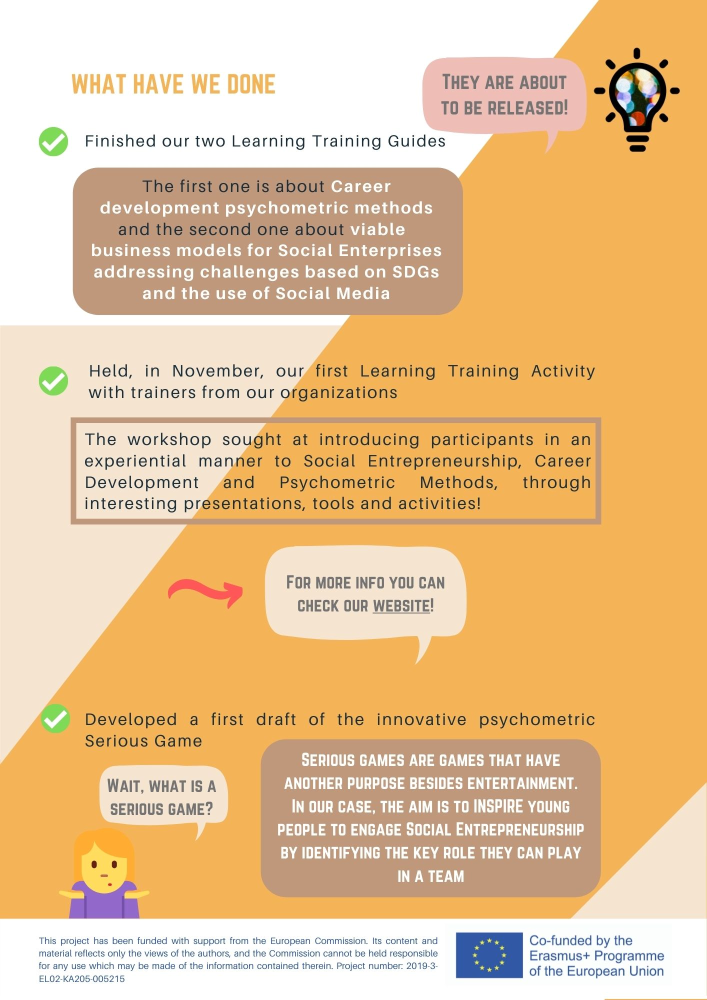 WHAT HAVE WE DONE
THEY ARE ABOUT
TO BE RELEASED!
Finished our two Learning Training Guides
The first one is about Career
development psychometric methods
and the second one about viable
business models for Social Enterprises
addressing challenges based on SDGs
and the use of Social Media
Held, in November, our first Learning Training Activity
with trainers from our organizations
The workshop sought at introducing participants in an
experiential manner to Social Entrepreneurship, Career
Development and Psychometric Methods, through
interesting presentations, tools and activities!
FOR MORE INFO YOU CAN
CHECK OUR WEBSITE!
Developed a first draft of the innovative psychometric
Serious Game
WAIT, WHAT IS A
SERIOUS GAME?
SERIOUS GAMES ARE GAMES THAT HAVE
ANOTHER PURPOSE BESIDES ENTERTAINMENT.
IN OUR CASE, THE AIM IS TO INSPIRE YOUNG
PEOPLE TO ENGAGE SOCIAL ENTREPRENEURSHIP
BY IDENTIFYING THE KEY ROLE THEY CAN PLAY
IN A TEAM
This project has been funded with support from the European Commission. Its content and
material reflects only the views of the authors, and the Commission cannot be held responsible
for any use which may be made of the information contained therein. Project number: 2019-3-
EL02-KA205-005215
Co-funded by the
Erasmus+ Programme
of the European Union